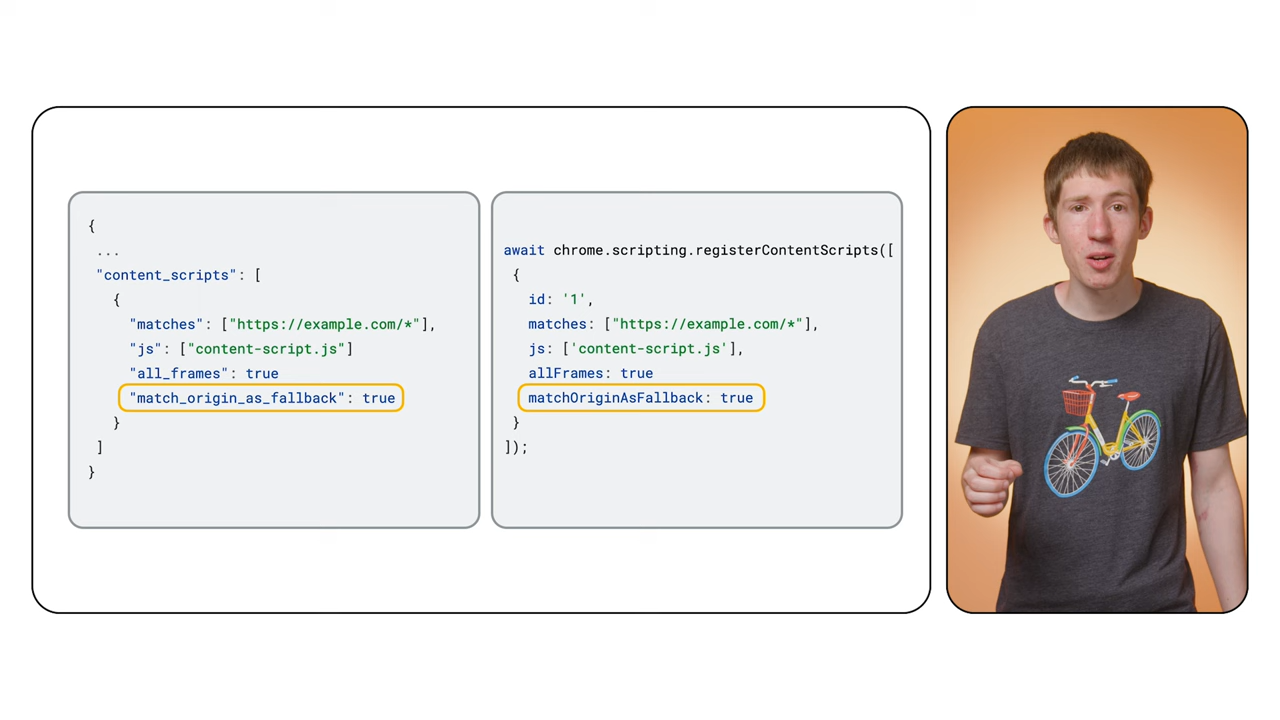 {
...
"content_scripts": [
{
"matches": ["https://example.com/*"],
"js": ["content-script.js"]
"all_frames": true
"match_origin_as_fallback": true
}
]
}
await chrome.scripting.registerContentScripts([
{
id: '1',
matches: ["https://example.com/*"],
js: ['content-script.js'],
allFrames: true
matchOriginAsFallback: true
}
]);